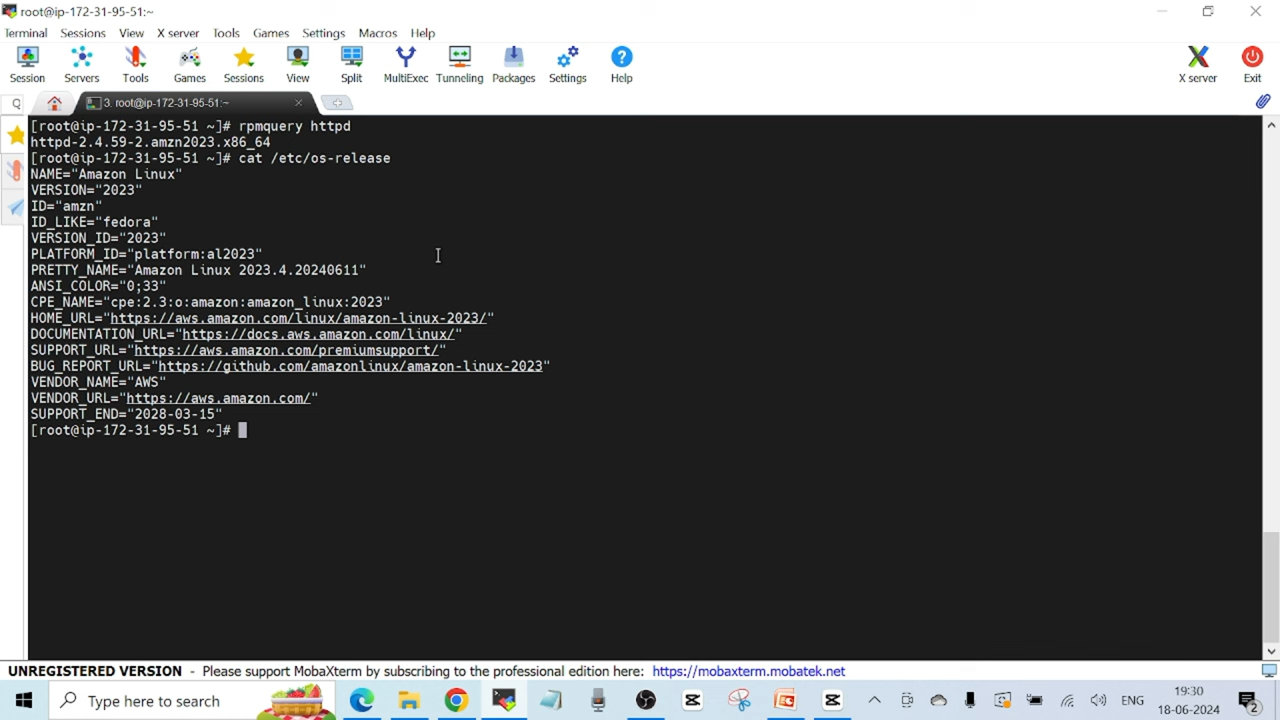 root@ip-172-31-95-51:~
Terminal Sessions View X server Tools Games Settings Macros Help
Session Servers Tools Games Sessions View Split MultiExec Tunneling Packages Settings Help X server Exit
3. root@ip-172-31-95-51:~
[root@ip-172-31-95-51 ~]# rpmquery httpd
httpd-2.4.59-2.amzn2023.x86_64
[root@ip-172-31-95-51 ~]# cat /etc/os-release
NAME="Amazon Linux"
VERSION="2023"
ID="amzn"
ID_LIKE="fedora"
VERSION_ID="2023"
PLATFORM_ID="platform:al2023"
PRETTY_NAME="Amazon Linux 2023.4.20240611"
ANSI_COLOR="0;33"
CPE_NAME="cpe:2.3:o:amazon:amazon_linux:2023"
HOME_URL="https://aws.amazon.com/linux/amazon-linux-2023/"
DOCUMENTATION_URL="https://docs.aws.amazon.com/linux/"
SUPPORT_URL="https://aws.amazon.com/premiumsupport/"
BUG_REPORT_URL="https://github.com/amazonlinux/amazon-linux-2023"
VENDOR_NAME="AWS"
VENDOR_URL="https://aws.amazon.com/"
SUPPORT_END="2028-03-15"
[root@ip-172-31-95-51 ~]#
UNREGISTERED VERSION - Please support MobaXterm by subscribing to the professional edition here: https://mobaxterm.mobatek.net
Type here to search ENG 19:30
18-06-2024 2